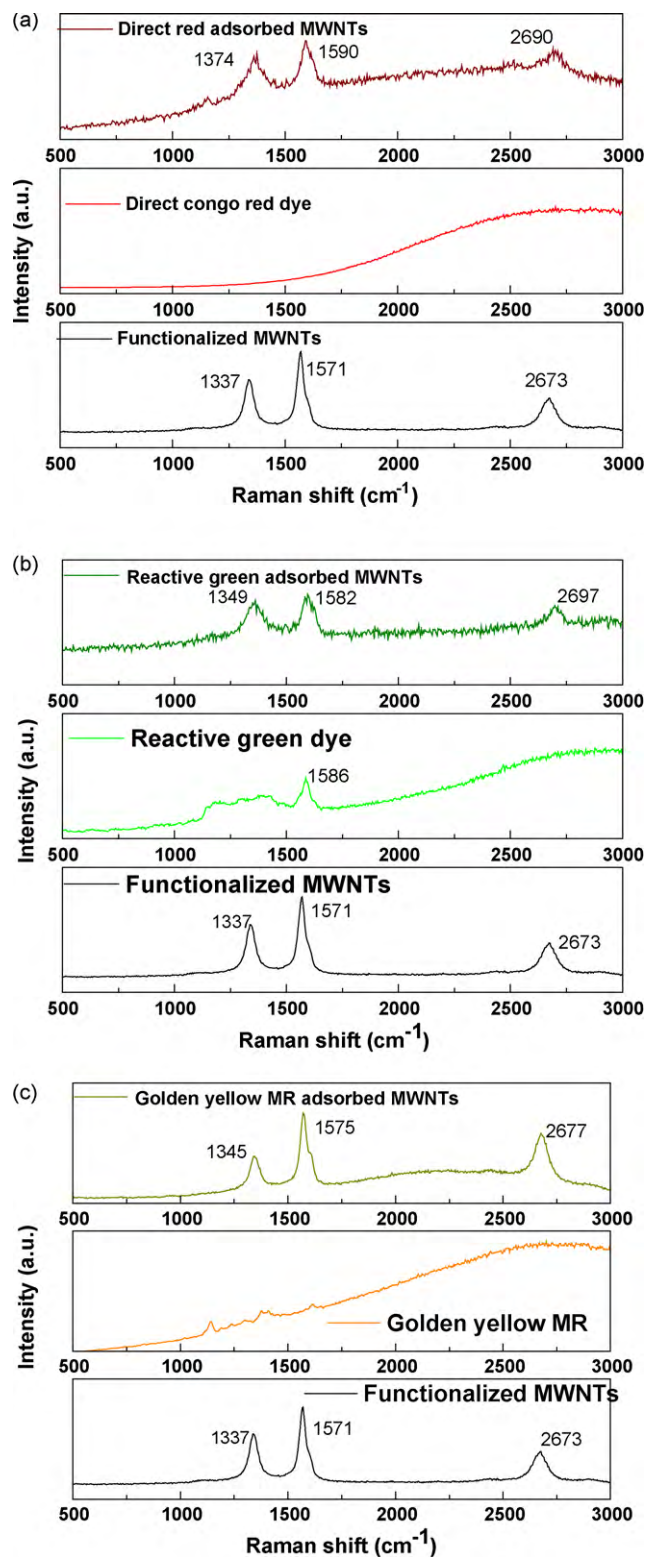 (a)
Direct red adsorbed MWNTs
1374
1590
2690
500 1000 1500 2000 2500 3000
Direct congo red dye
500 1000 1500 2000 2500 3000
Functionalized MWNTs
1337
1571
2673
500 1000 1500 2000 2500 3000
Intensity (a.u.)
Raman shift (cm⁻¹)
(b)
Reactive green adsorbed MWNTs
1349
1582
2697
500 1000 1500 2000 2500 3000
Reactive green dye
1586
500 1000 1500 2000 2500 3000
Functionalized MWNTs
1337
1571
2673
500 1000 1500 2000 2500 3000
Intensity (a.u.)
Raman shift (cm⁻¹)
(c)
Golden yellow MR adsorbed MWNTs
1345
1575
2677
500 1000 1500 2000 2500 3000
Golden yellow MR
500 1000 1500 2000 2500 3000
Functionalized MWNTs
1337
1571
2673
500 1000 1500 2000 2500 3000
Intensity (a.u.)
Raman shift (cm⁻¹)